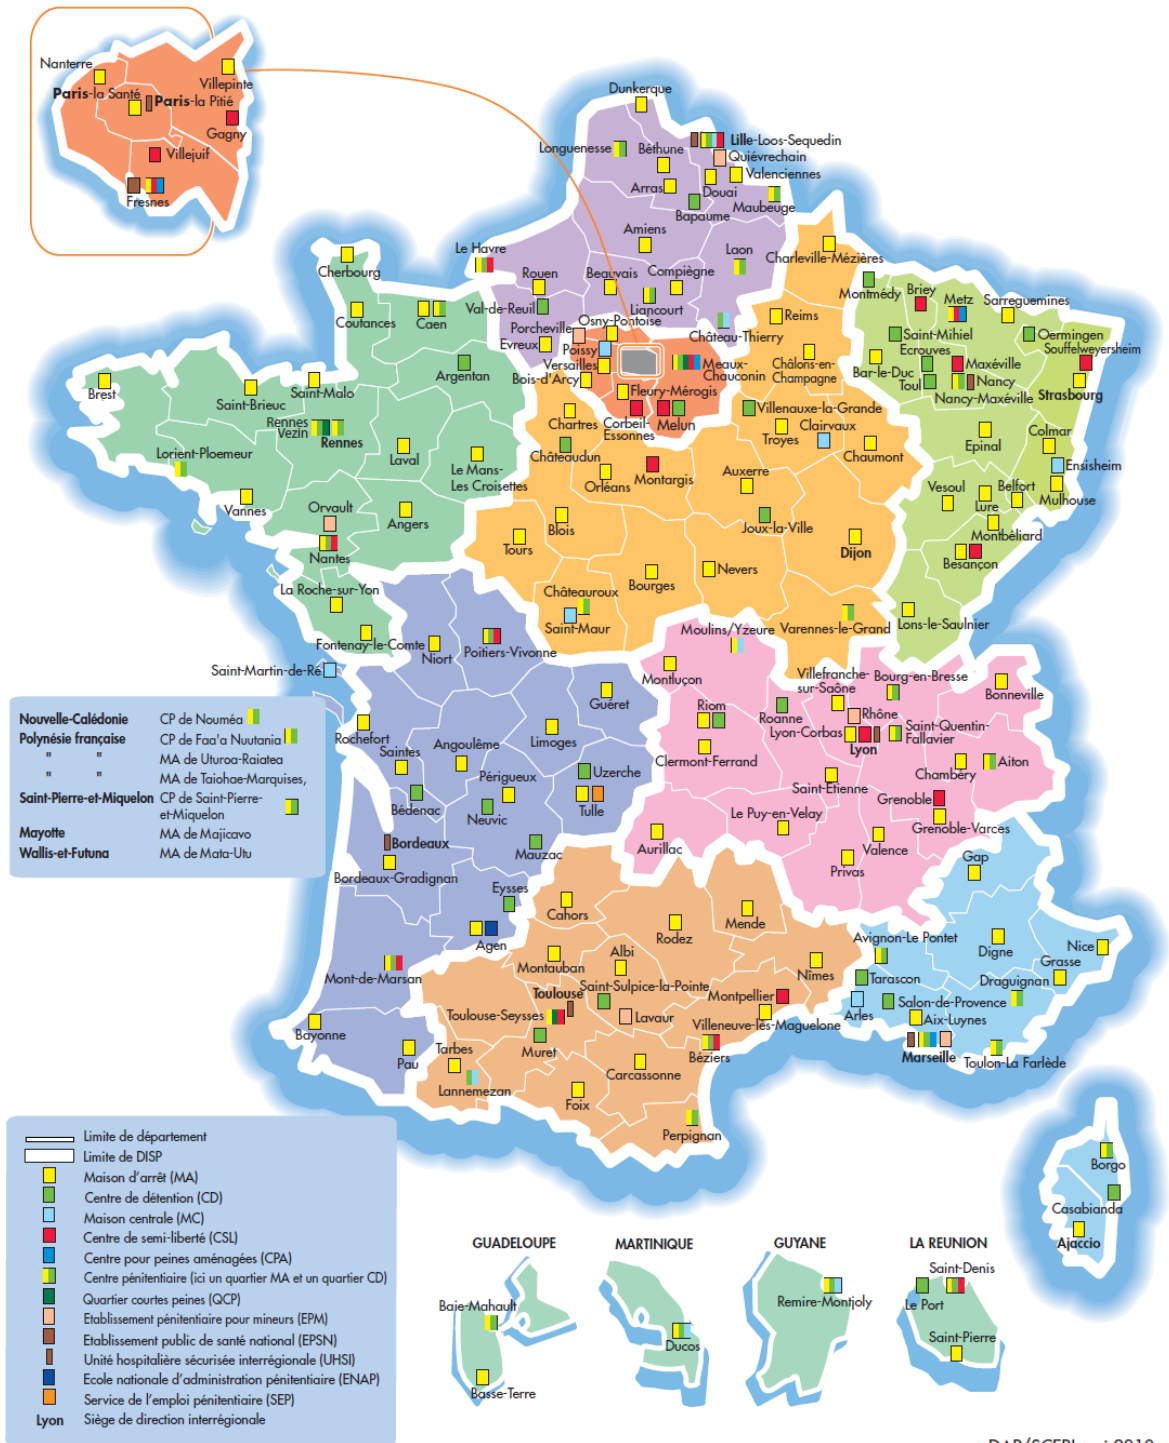 Nanterre
Paris-la Santé
Paris-la Pitié
Villepinte
Gagny
Villejuif
Fresnes
Dunkerque
Longuenesse
Béthune
Lille-Loos-Sequedin
Quiévrechain
Valenciennes
Arras
Douai
Bapaume
Maubeuge
Amiens
Laon
Le Havre
Rouen
Beauvais
Compiègne
Val-de-Reuil
Liancourt
Château-Thierry
Porcheville
Osny-Pontoise
Evreux
Poissy
Versailles
Bois-d'Arcy
Meaux-
Chauconin
Fleury-Mérogis
Corbeil-
Essonnes
Melun
Cherbourg
Coutances
Caen
Argentan
Brest
Saint-Brieuc
Saint-Malo
Rennes
Vezin
Rennes
Lorient-Ploemeur
Laval
Le Mans-
Les Croisettes
Vannes
Orvault
Angers
Nantes
La Roche-sur-Yon
Fontenay-le-Comte
Charleville-Mézières
Reims
Châlons-en-
Champagne
Chartres
Châteaudun
Villenauxe-la-Grande
Troyes
Clairvaux
Chaumont
Orléans
Montargis
Auxerre
Joux-la-Ville
Blois
Tours
Bourges
Nevers
Dijon
Châteauroux
Saint-Maur
Varennes-le-Grand
Montmédy
Briey
Metz
Sarreguemines
Saint-Mihiel
Ecrouves
Oermingen
Souffelweyersheim
Bar-le-Duc
Maxéville
Toul
Nancy
Nancy-Maxéville
Strasbourg
Epinal
Colmar
Ensisheim
Vesoul
Lure
Belfort
Mulhouse
Montbéliard
Besançon
Lons-le-Saulnier
Saint-Martin-de-Ré
Niort
Poitiers-Vivonne
Guéret
Rochefort
Saintes
Angoulême
Limoges
Bédenac
Périgueux
Neuvic
Uzerche
Tulle
Bordeaux
Bordeaux-Gradignan
Mauzac
Eysses
Agen
Mont-de-Marsan
Bayonne
Pau
Moulins/Yzeure
Montluçon
Villefranche-
sur-Saône
Bourg-en-Bresse
Bonneville
Riom
Roanne
Rhône
Lyon-Corbas
Lyon
Saint-Quentin-
Fallavier
Clermont-Ferrand
Chambéry
Aiton
Saint-Etienne
Grenoble
Grenoble-Varces
Le Puy-en-Velay
Aurillac
Valence
Privas
Cahors
Mende
Rodez
Montauban
Albi
Nîmes
Toulouse
Saint-Sulpice-la-Pointe
Montpellier
Toulouse-Seysses
Lavaur
Villeneuve-lès-Maguelone
Muret
Béziers
Tarbes
Lannemezan
Carcassonne
Foix
Perpignan
Gap
Avignon-Le Pontet
Digne
Nice
Grasse
Tarascon
Draguignan
Arles
Salon-de-Provence
Aix-Luynes
Marseille
Toulon-La Farlède
Borgo
Casabianda
Ajaccio
Nouvelle-Calédonie CP de Nouméa
Polynésie française CP de Faa'a Nuutania
" " MA de Uturoa-Raiatea
" " MA de Taiohae-Marquises,
Saint-Pierre-et-Miquelon CP de Saint-Pierre-
et-Miquelon
Mayotte MA de Majicavo
Wallis-et-Futuna MA de Mata-Utu
Limite de département
Limite de DISP
Maison d'arrêt (MA)
Centre de détention (CD)
Maison centrale (MC)
Centre de semi-liberté (CSL)
Centre pour peines aménagées (CPA)
Centre pénitentiaire (ici un quartier MA et un quartier CD)
Quartier courtes peines (QCP)
Etablissement pénitentiaire pour mineurs (EPM)
Etablissement public de santé national (EPSN)
Unité hospitalière sécurisée interrégionale (UHSI)
Ecole nationale d'administration pénitentiaire (ENAP)
Service de l'emploi pénitentiaire (SEP)
Lyon Siège de direction interrégionale
GUADELOUPE
Baie-Mahault
Basse-Terre
MARTINIQUE
Ducos
GUYANE
Remire-Montjoly
LA REUNION
Saint-Denis
Le Port
Saint-Pierre